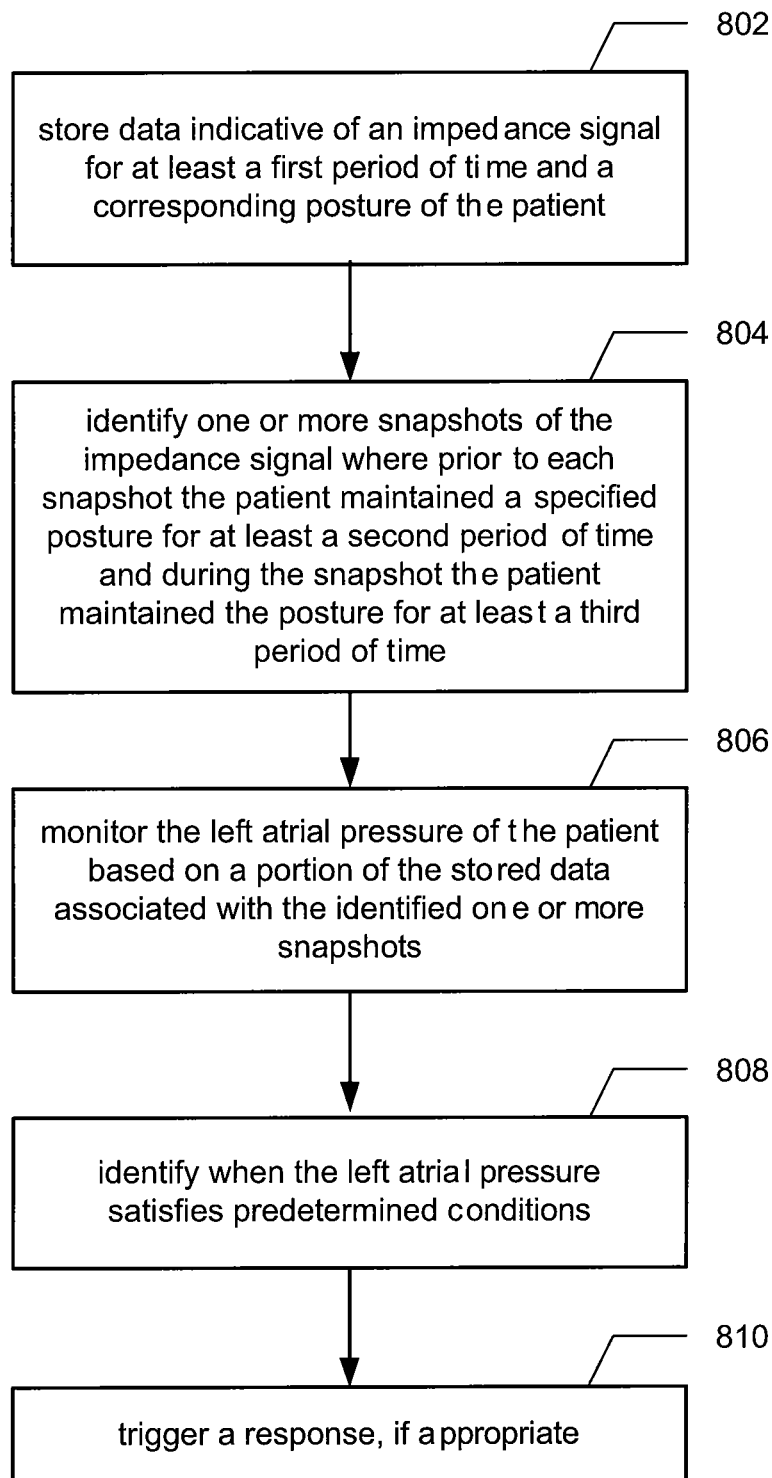 802
store data indicative of an impedance signal
for at least a first period of time and a
corresponding posture of the patient
804
identify one or more snapshots of the
impedance signal where prior to each
snapshot the patient maintained a specified
posture for at least a second period of time
and during the snapshot the patient
maintained the posture for at least a third
period of time
806
monitor the left atrial pressure of the patient
based on a portion of the stored data
associated with the identified one or more
snapshots
808
identify when the left atrial pressure
satisfies predetermined conditions
810
trigger a response, if appropriate